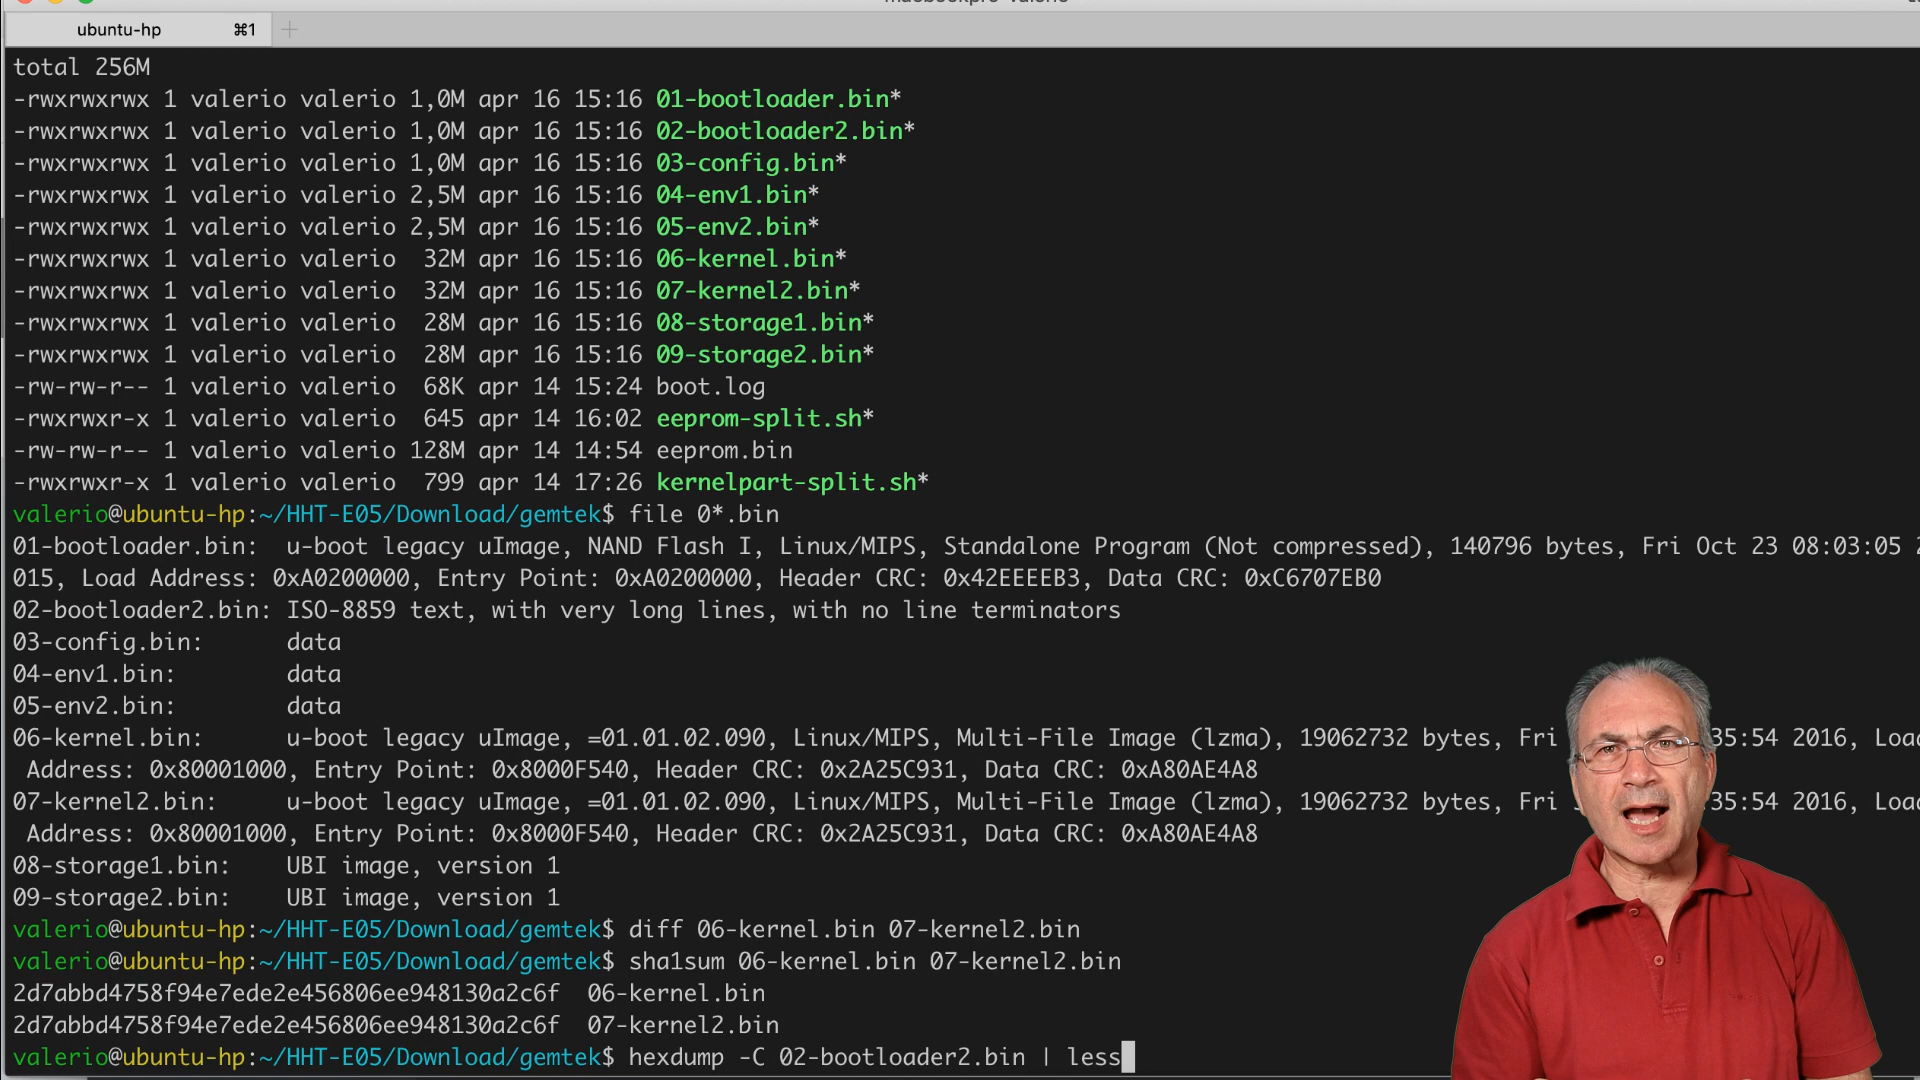 ubuntu-hp ⌘1
total 256M
-rwxrwxrwx 1 valerio valerio 1,0M apr 16 15:16 01-bootloader.bin*
-rwxrwxrwx 1 valerio valerio 1,0M apr 16 15:16 02-bootloader2.bin*
-rwxrwxrwx 1 valerio valerio 1,0M apr 16 15:16 03-config.bin*
-rwxrwxrwx 1 valerio valerio 2,5M apr 16 15:16 04-env1.bin*
-rwxrwxrwx 1 valerio valerio 2,5M apr 16 15:16 05-env2.bin*
-rwxrwxrwx 1 valerio valerio  32M apr 16 15:16 06-kernel.bin*
-rwxrwxrwx 1 valerio valerio  32M apr 16 15:16 07-kernel2.bin*
-rwxrwxrwx 1 valerio valerio  28M apr 16 15:16 08-storage1.bin*
-rwxrwxrwx 1 valerio valerio  28M apr 16 15:16 09-storage2.bin*
-rw-rw-r-- 1 valerio valerio  68K apr 14 15:24 boot.log
-rwxrwxr-x 1 valerio valerio  645 apr 14 16:02 eeprom-split.sh*
-rw-rw-r-- 1 valerio valerio 128M apr 14 14:54 eeprom.bin
-rwxrwxr-x 1 valerio valerio  799 apr 14 17:26 kernelpart-split.sh*
valerio@ubuntu-hp:~/HHT-E05/Download/gemtek$ file 0*.bin
01-bootloader.bin:  u-boot legacy uImage, NAND Flash I, Linux/MIPS, Standalone Program (Not compressed), 140796 bytes, Fri Oct 23 08:03:05
015, Load Address: 0xA0200000, Entry Point: 0xA0200000, Header CRC: 0x42EEEEB3, Data CRC: 0xC6707EB0
02-bootloader2.bin: ISO-8859 text, with very long lines, with no line terminators
03-config.bin:      data
04-env1.bin:        data
05-env2.bin:        data
06-kernel.bin:      u-boot legacy uImage, =01.01.02.090, Linux/MIPS, Multi-File Image (lzma), 19062732 bytes, Fri 35:54 2016, Load
 Address: 0x80001000, Entry Point: 0x8000F540, Header CRC: 0x2A25C931, Data CRC: 0xA80AE4A8
07-kernel2.bin:     u-boot legacy uImage, =01.01.02.090, Linux/MIPS, Multi-File Image (lzma), 19062732 bytes, Fri 35:54 2016, Load
 Address: 0x80001000, Entry Point: 0x8000F540, Header CRC: 0x2A25C931, Data CRC: 0xA80AE4A8
08-storage1.bin:    UBI image, version 1
09-storage2.bin:    UBI image, version 1
valerio@ubuntu-hp:~/HHT-E05/Download/gemtek$ diff 06-kernel.bin 07-kernel2.bin
valerio@ubuntu-hp:~/HHT-E05/Download/gemtek$ sha1sum 06-kernel.bin 07-kernel2.bin
2d7abbd4758f94e7ede2e456806ee948130a2c6f  06-kernel.bin
2d7abbd4758f94e7ede2e456806ee948130a2c6f  07-kernel2.bin
valerio@ubuntu-hp:~/HHT-E05/Download/gemtek$ hexdump -C 02-bootloader2.bin | less